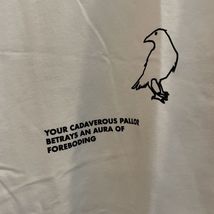 YOUR CADAVEROUS PALLOR
BETRAYS AN AURA OF
FOREBODING